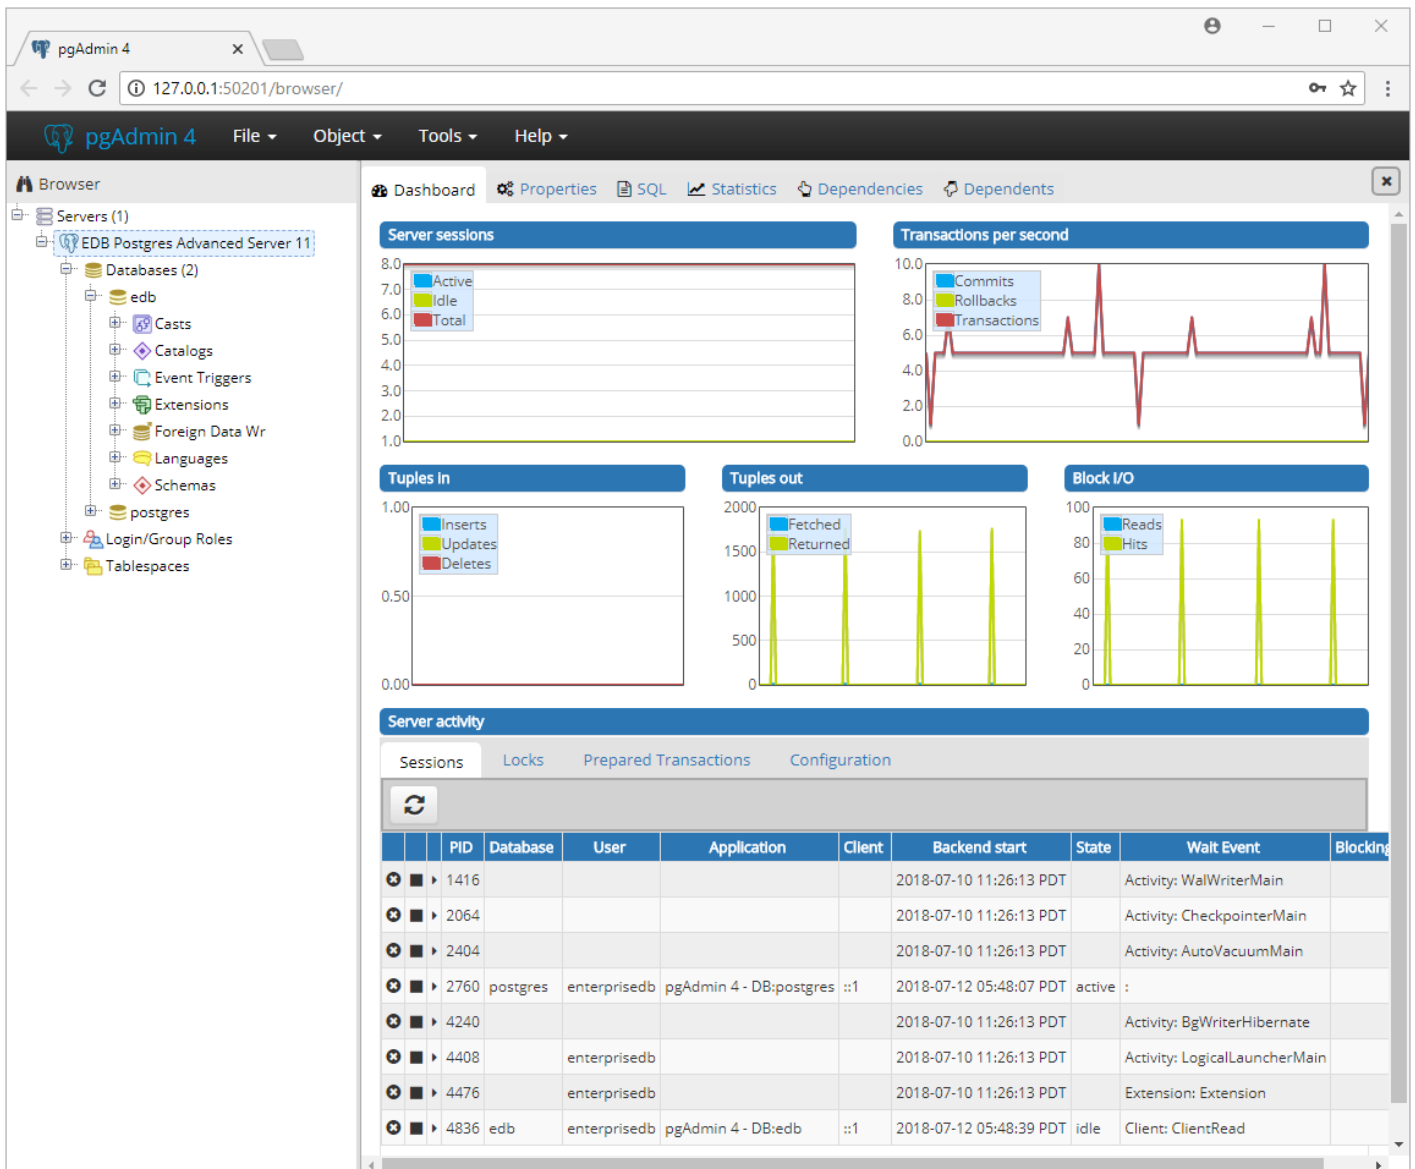 pgAdmin 4
127.0.0.1:50201/browser/
pgAdmin 4 File Object Tools Help
Browser
Servers (1)
EDB Postgres Advanced Server 11
Databases (2)
edb
Casts
Catalogs
Event Triggers
Extensions
Foreign Data Wr
Languages
Schemas
postgres
Login/Group Roles
Tablespaces
Dashboard Properties SQL Statistics Dependencies Dependents
Server sessions
8.0
7.0
6.0
5.0
4.0
3.0
2.0
1.0
Active
Idle
Total
Transactions per second
10.0
8.0
6.0
4.0
2.0
0.0
Commits
Rollbacks
Transactions
Tuples in
1.00
0.50
0.00
Inserts
Updates
Deletes
Tuples out
2000
1500
1000
500
0
Fetched
Returned
Block I/O
100
80
60
40
20
0
Reads
Hits
Server activity
Sessions Locks Prepared Transactions Configuration
PID Database User Application Client Backend start State Wait Event Blocking
1416 2018-07-10 11:26:13 PDT Activity: WalWriterMain
2064 2018-07-10 11:26:13 PDT Activity: CheckpointerMain
2404 2018-07-10 11:26:13 PDT Activity: AutoVacuumMain
2760 postgres enterprisedb pgAdmin 4 - DB:postgres ::1 2018-07-12 05:48:07 PDT active :
4240 2018-07-10 11:26:13 PDT Activity: BgWriterHibernate
4408 enterprisedb 2018-07-10 11:26:13 PDT Activity: LogicalLauncherMain
4476 enterprisedb 2018-07-10 11:26:13 PDT Extension: Extension
4836 edb enterprisedb pgAdmin 4 - DB:edb ::1 2018-07-12 05:48:39 PDT idle Client: ClientRead